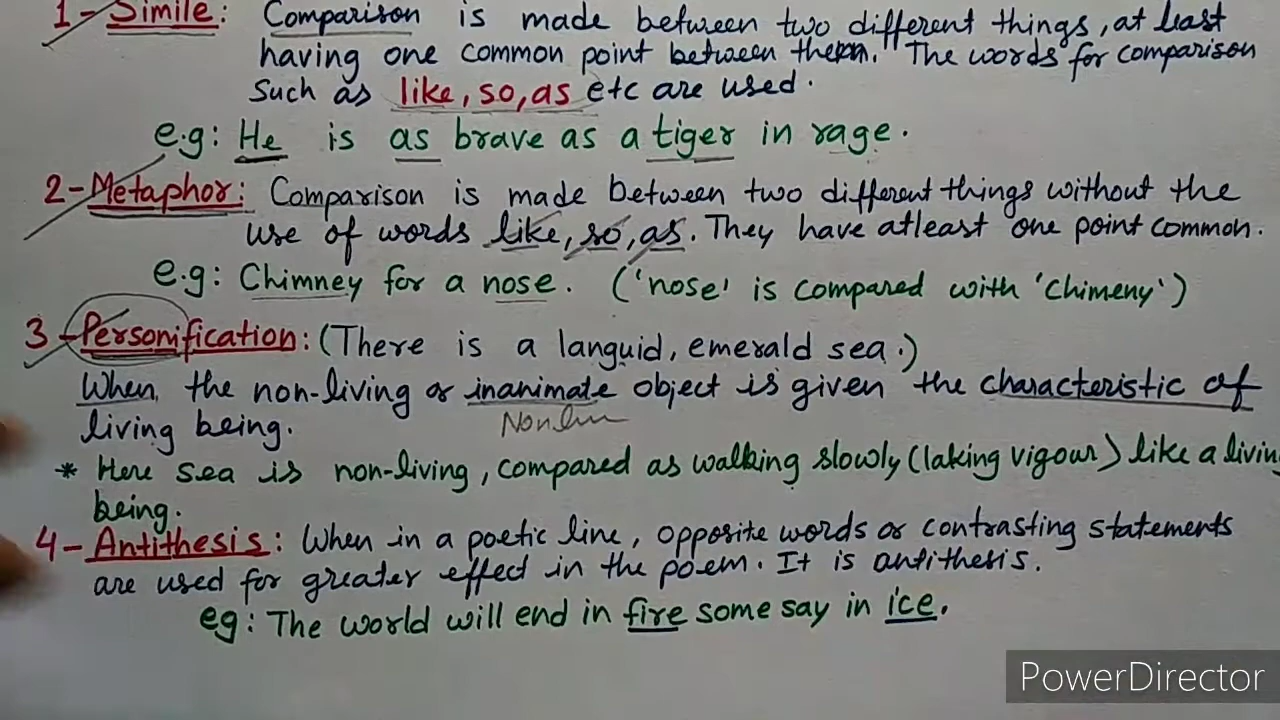 1- Simile: Comparison is made between two different things, at least
having one common point between them." The words for comparison
Such as like, so, as etc are used.
e.g: He is as brave as a tiger in rage.
2- Metaphor: Comparison is made between two different things without the
use of words like, so, as. They have atleast one point common.
e.g: Chimney for a nose. ('nose' is compared with 'chimeny')
3- Personification: (There is a languid, emerald sea.)
When the non-living or inanimate object is given the characteristic of
living being.
* Here sea is non-living, compared as walking slowly (laking vigour) like a living
being.
4- Antithesis: When in a poetic line, opposite words or contrasting statements
are used for greater effect in the poem. It is antithesis.
eg: The world will end in fire some say in ice.
PowerDirector